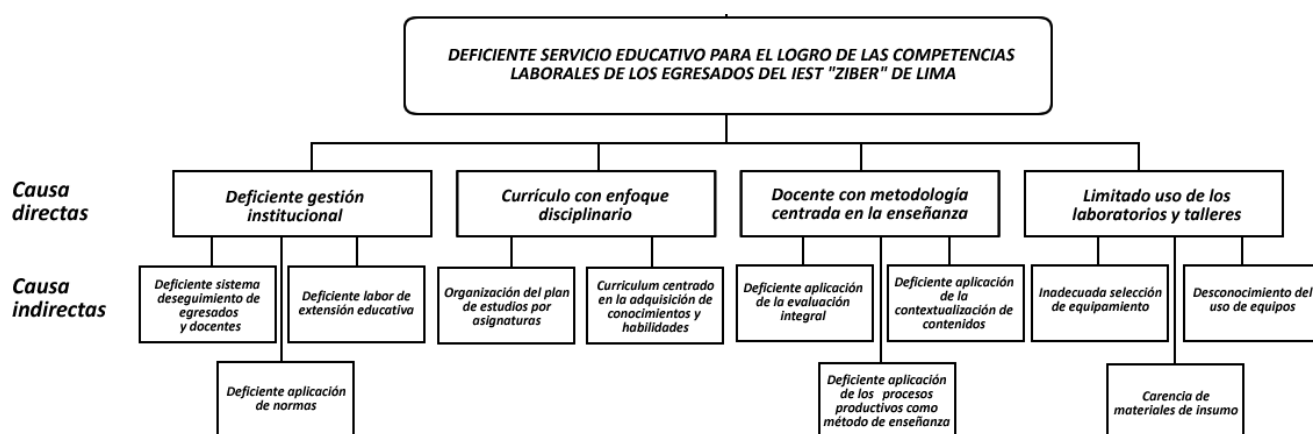 DEFICIENTE SERVICIO EDUCATIVO PARA EL LOGRO DE LAS COMPETENCIAS
LABORALES DE LOS EGRESADOS DEL IEST "ZIBER" DE LIMA
Causa
directas
Deficiente gestión
institucional
Currículo con enfoque
disciplinario
Docente con metodología
centrada en la enseñanza
Limitado uso de los
laboratorios y talleres
Causa
indirectas
Deficiente sistema
deseguimiento de
egresados
y docentes
Deficiente labor de
extensión educativa
Organización del plan
de estudios por
asignaturas
Curriculum centrado
en la adquisición de
conocimientos y
habilidades
Deficiente aplicación
de la evaluación
integral
Deficiente aplicación
de la
contextualización de
contenidos
Inadecuada selección
de equipamiento
Desconocimiento del
uso de equipos
Deficiente aplicación
de normas
Deficiente aplicación
de los procesos
productivos como
método de enseñanza
Carencia de
materiales de insumo